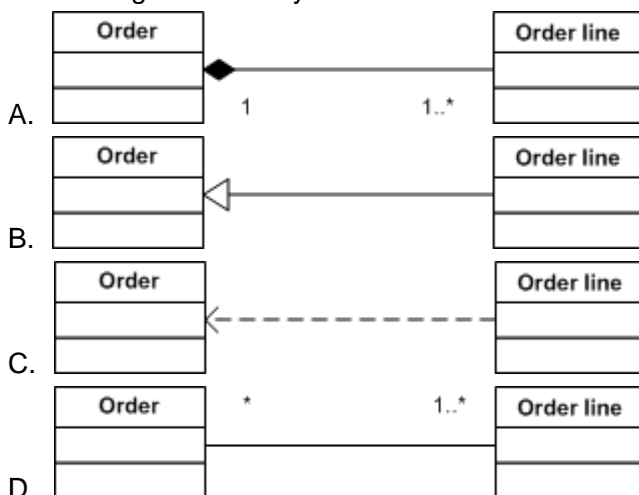 Order Order line
A. 1 1..*
Order Order line
B.
Order Order line
C.
Order * 1..* Order line
D